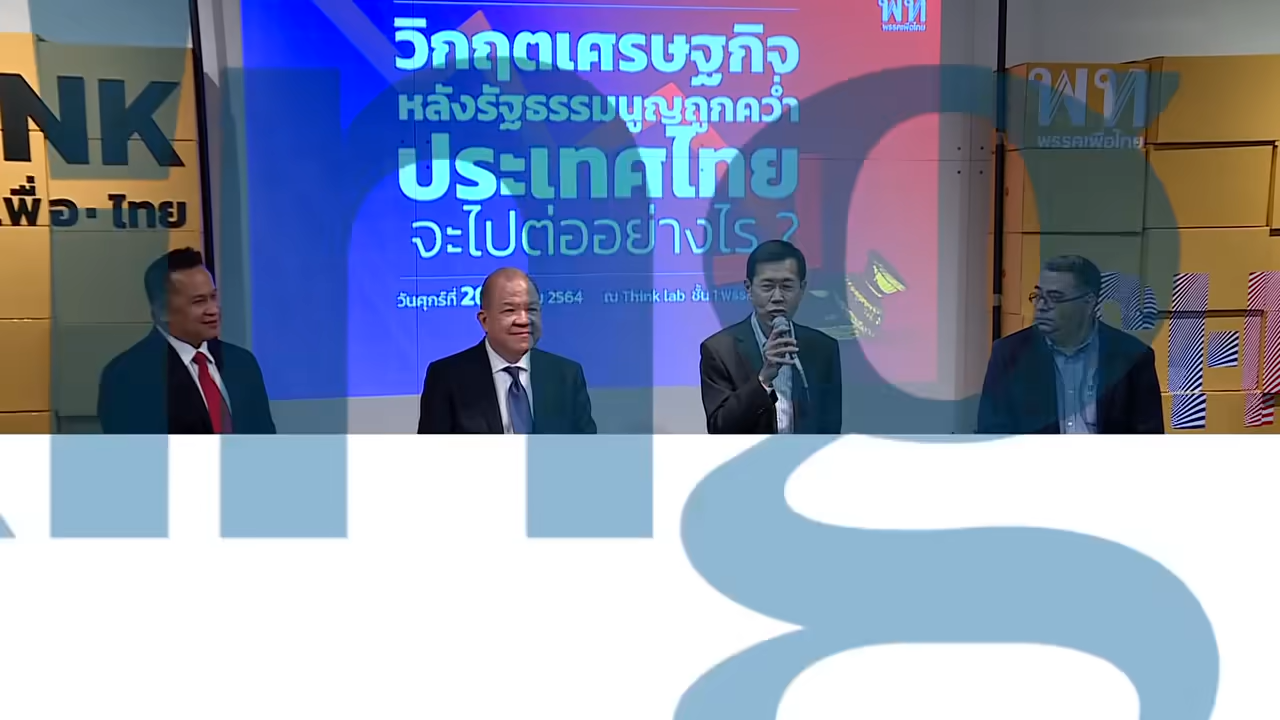 พท
พรรคเพื่อไทย
วิกฤตเศรษฐกิจ
หลังรัฐธรรมนูญถูกคว่ำ
ประเทศไทย
จะไปต่ออย่างไร ?
วันศุกร์ที่ 2564 ณ Think lab ชั้น 1
NK
เพื่อ·ไทย
พท
พรรคเพื่อไทย
ng